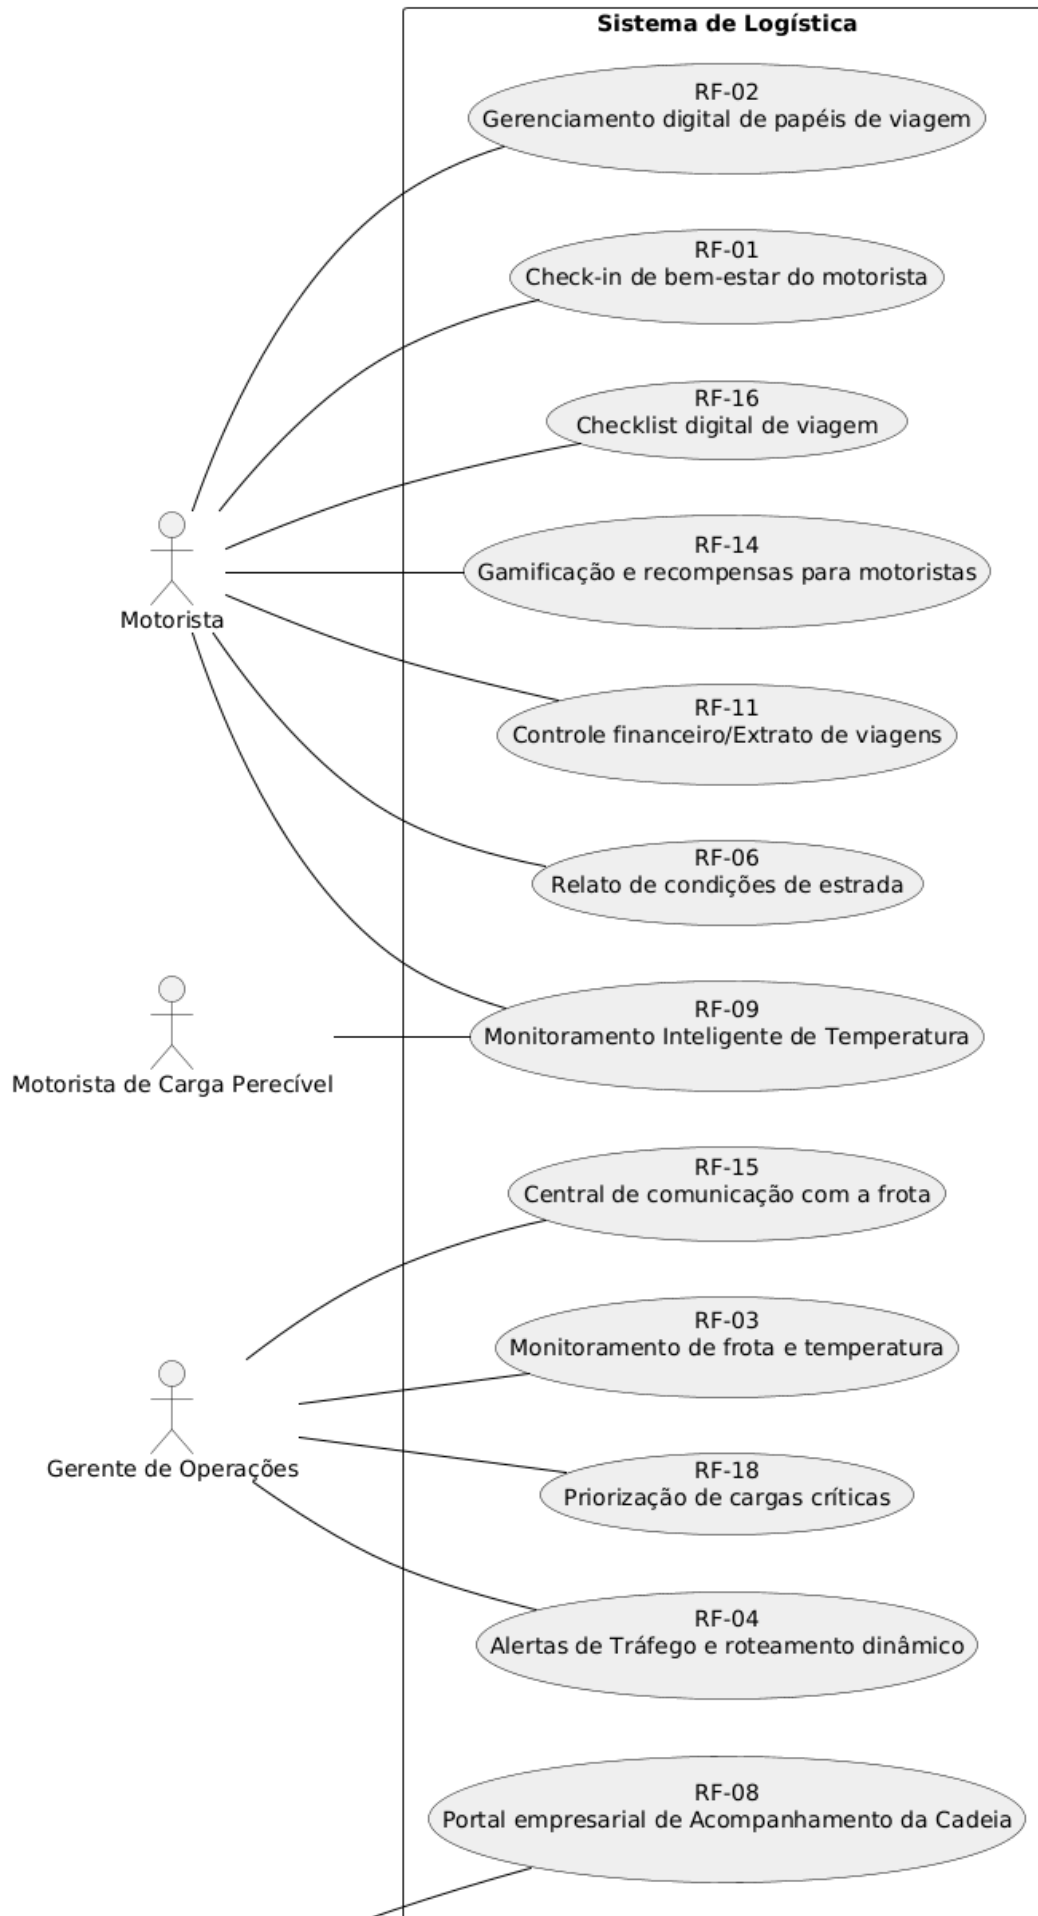 Sistema de Logística
RF-02
Gerenciamento digital de papéis de viagem
RF-01
Check-in de bem-estar do motorista
RF-16
Checklist digital de viagem
RF-14
Gamificação e recompensas para motoristas
Motorista
RF-11
Controle financeiro/Extrato de viagens
RF-06
Relato de condições de estrada
RF-09
Monitoramento Inteligente de Temperatura
Motorista de Carga Perecível
RF-15
Central de comunicação com a frota
RF-03
Monitoramento de frota e temperatura
Gerente de Operações
RF-18
Priorização de cargas críticas
RF-04
Alertas de Tráfego e roteamento dinâmico
RF-08
Portal empresarial de Acompanhamento da Cadeia